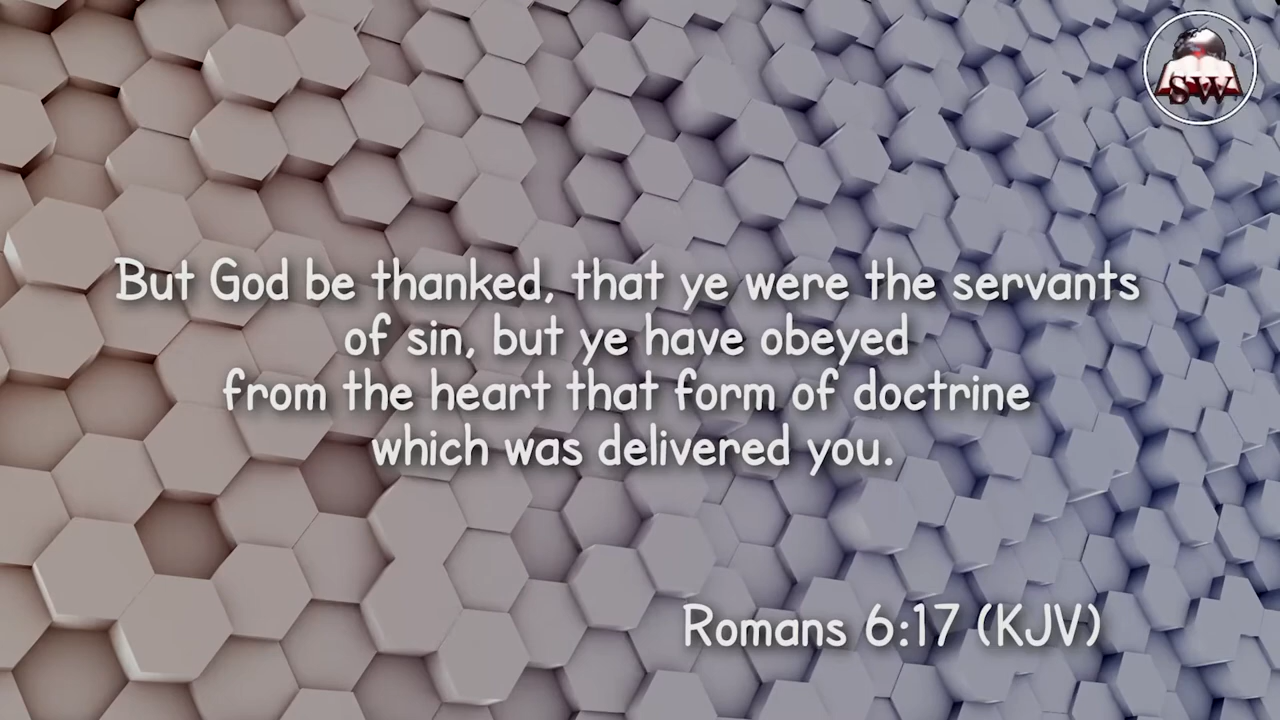 SW
But God be thanked, that ye were the servants
of sin, but ye have obeyed
from the heart that form of doctrine
which was delivered you.
Romans 6:17 (KJV)